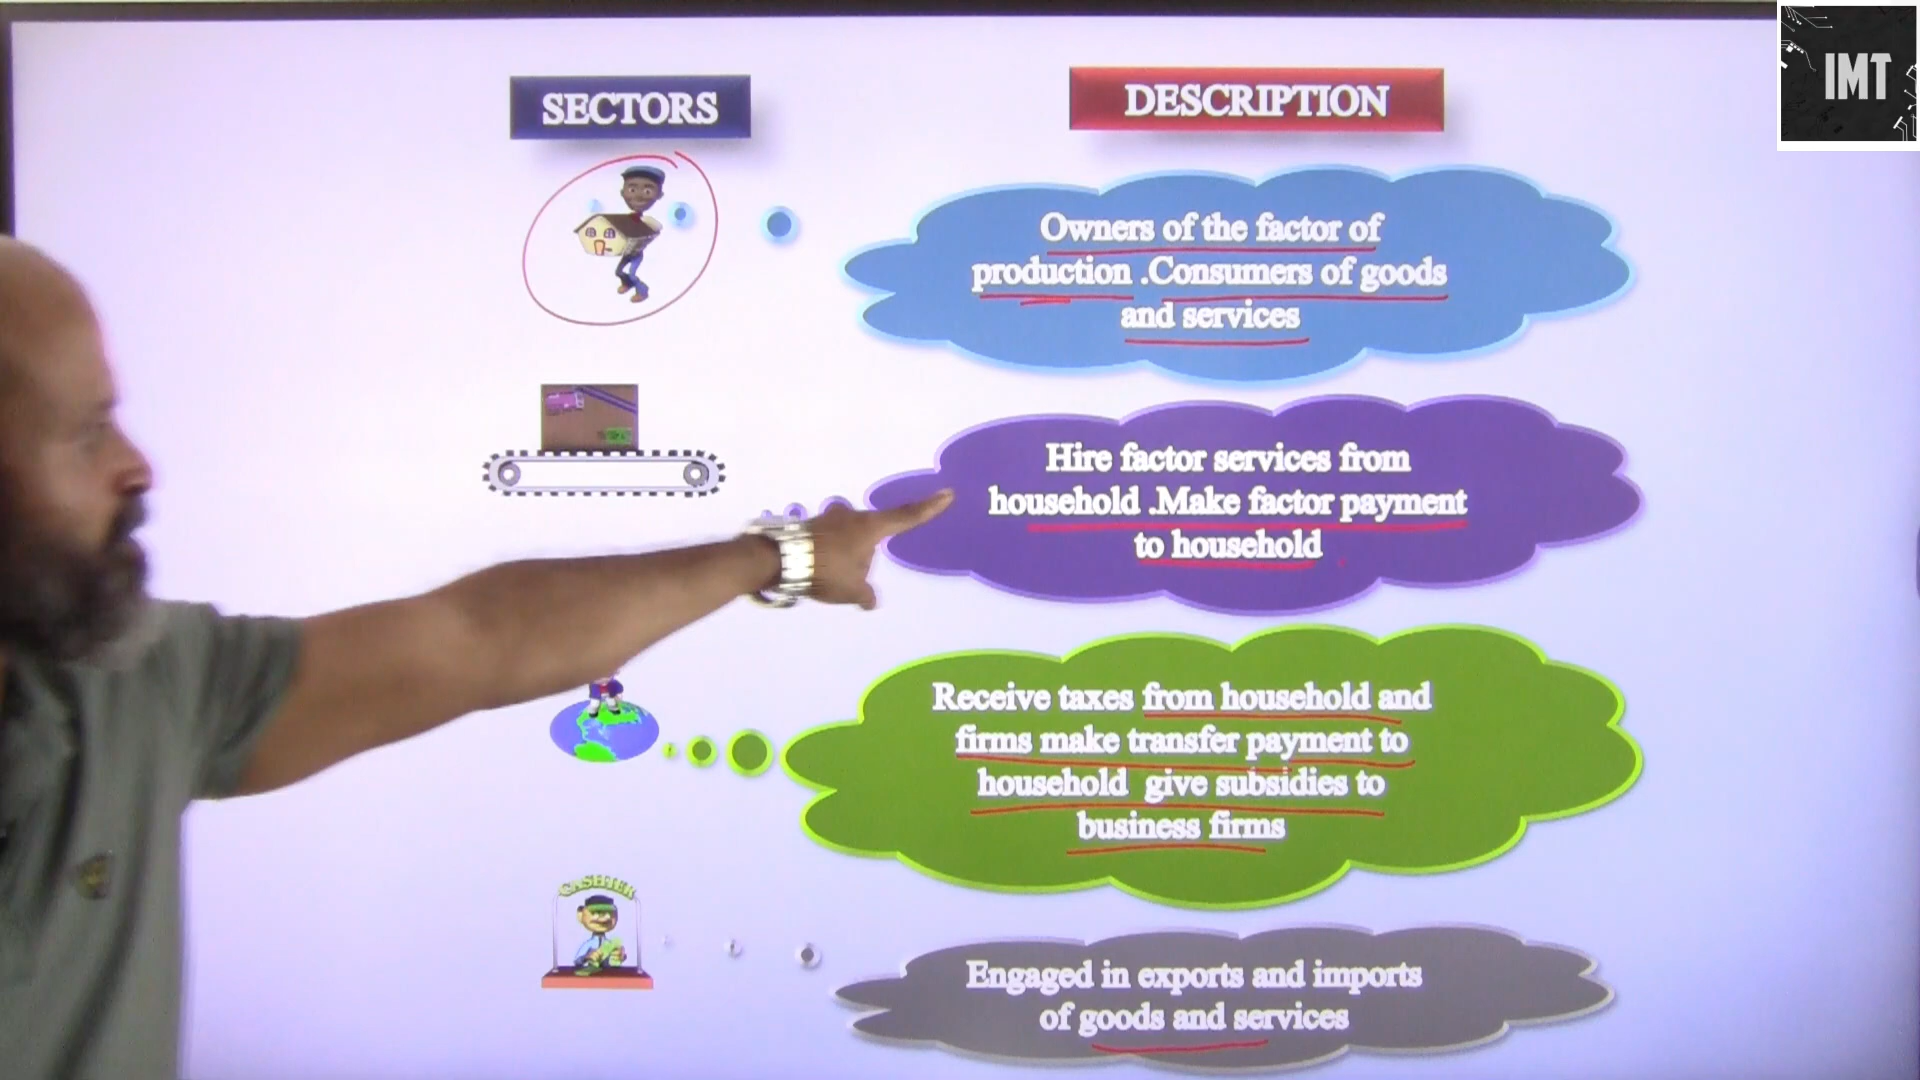 IMT
SECTORS
DESCRIPTION
Owners of the factor of
production .Consumers of goods
and services
Hire factor services from
household .Make factor payment
to household
Receive taxes from household and
firms make transfer payment to
household give subsidies to
business firms
CASHIER
Engaged in exports and imports
of goods and services